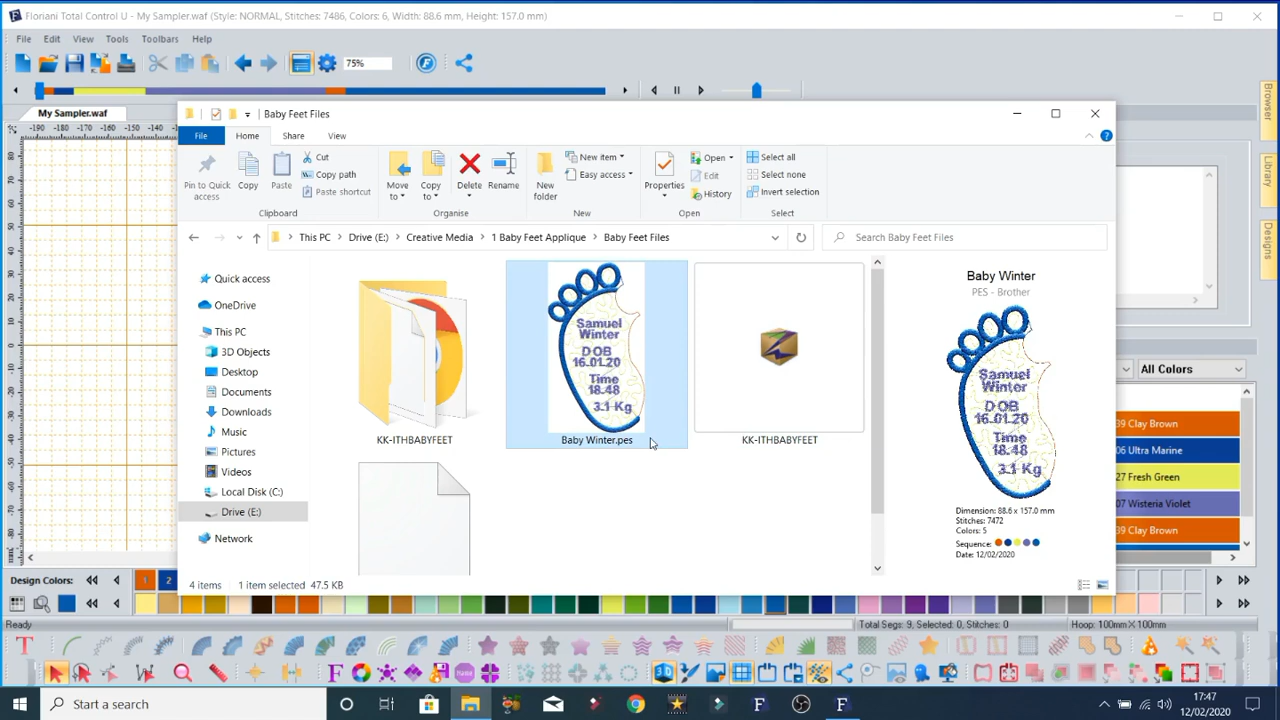 Floriani Total Control U - My Sampler.waf (Style: NORMAL, Stitches: 7486, Colors: 6, Width: 88.6 mm, Height: 157.0 mm)
File Edit View Tools Toolbars Help
75%
My Sampler.waf
-190 -180 -170 -160 -150 -140
Baby Feet Files
File Home Share View
Pin to Quick access
Copy
Paste
Cut
Copy path
Paste shortcut
Clipboard
Move to
Copy to
Delete
Rename
Organise
New folder
New item
Easy access
New
Properties
Open
Edit
History
Open
Select all
Select none
Invert selection
Select
This PC Drive (E:) Creative Media 1 Baby Feet Applique Baby Feet Files
Search Baby Feet Files
Quick access
OneDrive
This PC
3D Objects
Desktop
Documents
Downloads
Music
Pictures
Videos
Local Disk (C:)
Drive (E:)
Network
KK-ITHBABYFEET
Samuel
Winter
DOB
16.01.20
Time
18.48
3.1 Kg
Baby Winter.pes
KK-ITHBABYFEET
Baby Winter
PES - Brother
Samuel
Winter
DOB
16.01.20
Time
18.48
3.1 Kg
Dimension: 88.6 x 157.0 mm
Stitches: 7472
Colors: 5
Sequence:
Date: 12/02/2020
Browser
Library
Designs
All Colors
39 Clay Brown
06 Ultra Marine
27 Fresh Green
07 Wisteria Violet
39 Clay Brown
4 items 1 item selected 47.5 KB
Design Colors:
1 2
Ready
Total Segs: 9, Selected: 0, Stitches: 0
Hoop: 100mm×100mm
Start a search
17:47
12/02/2020